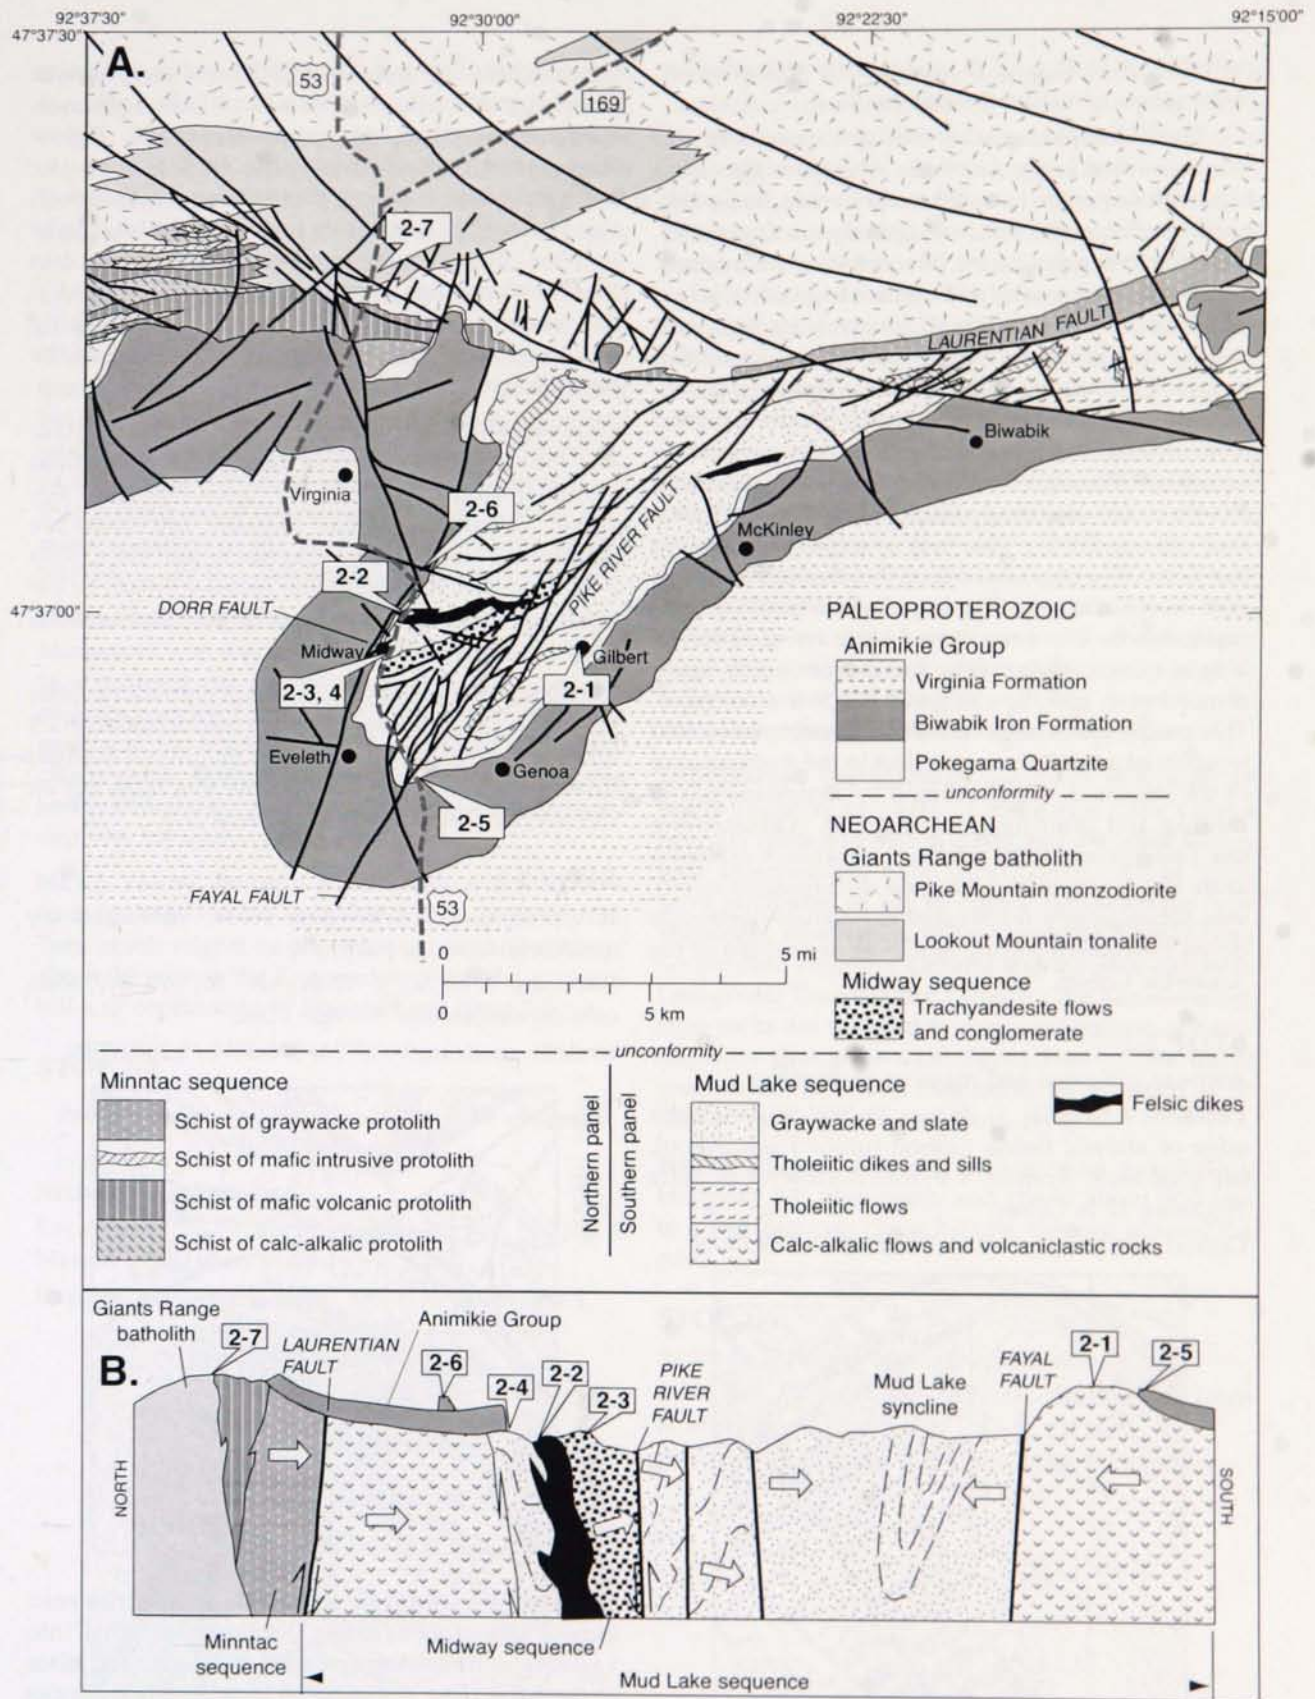 92°37'30"
92°30'00"
92°22'30"
92°15'00"
47°37'30"
A.
53
169
2-7
LAURENTIAN FAULT
Biwabik
Virginia
2-6
McKinley
2-2
PIKE RIVER FAULT
DORR FAULT
47°37'00"
Midway
Gilbert
2-3, 4
2-1
Eveleth
Genoa
2-5
FAYAL FAULT
53
0
5 mi
0
5 km
PALEOPROTEROZOIC
Animikie Group
Virginia Formation
Biwabik Iron Formation
Pokegama Quartzite
unconformity
NEOARCHEAN
Giants Range batholith
Pike Mountain monzodiorite
Lookout Mountain tonalite
Midway sequence
Trachyandesite flows
and conglomerate
unconformity
Minntac sequence
Schist of graywacke protolith
Schist of mafic intrusive protolith
Schist of mafic volcanic protolith
Schist of calc-alkalic protolith
Northern panel
Southern panel
Mud Lake sequence
Graywacke and slate
Tholeiitic dikes and sills
Tholeiitic flows
Calc-alkalic flows and volcaniclastic rocks
Felsic dikes
B.
Giants Range
batholith
2-7
LAURENTIAN
FAULT
Animikie Group
2-6
2-4
2-2
2-3
PIKE
RIVER
FAULT
Mud Lake
syncline
FAYAL
FAULT
2-1
2-5
NORTH
SOUTH
Minntac
sequence
Midway sequence
Mud Lake sequence